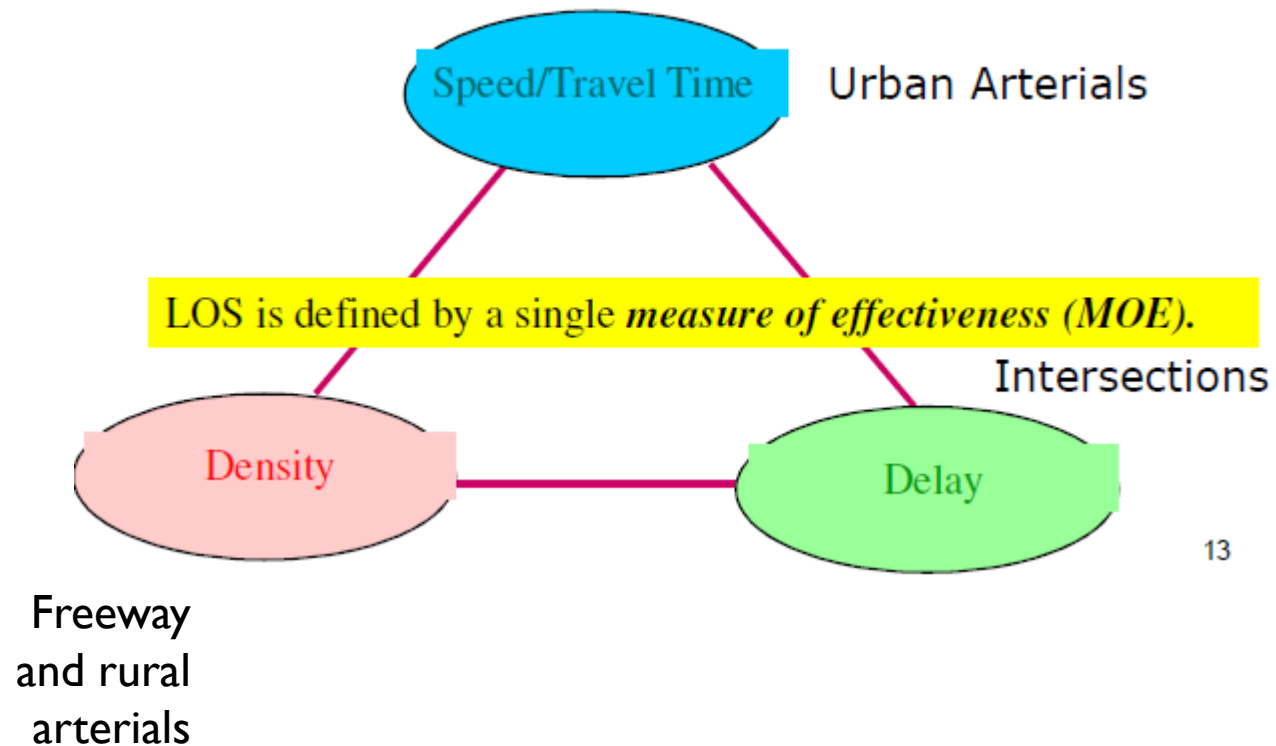 Speed/Travel Time
Urban Arterials
LOS is defined by a single measure of effectiveness (MOE).
Intersections
Density
Delay
13
Freeway
and rural
arterials